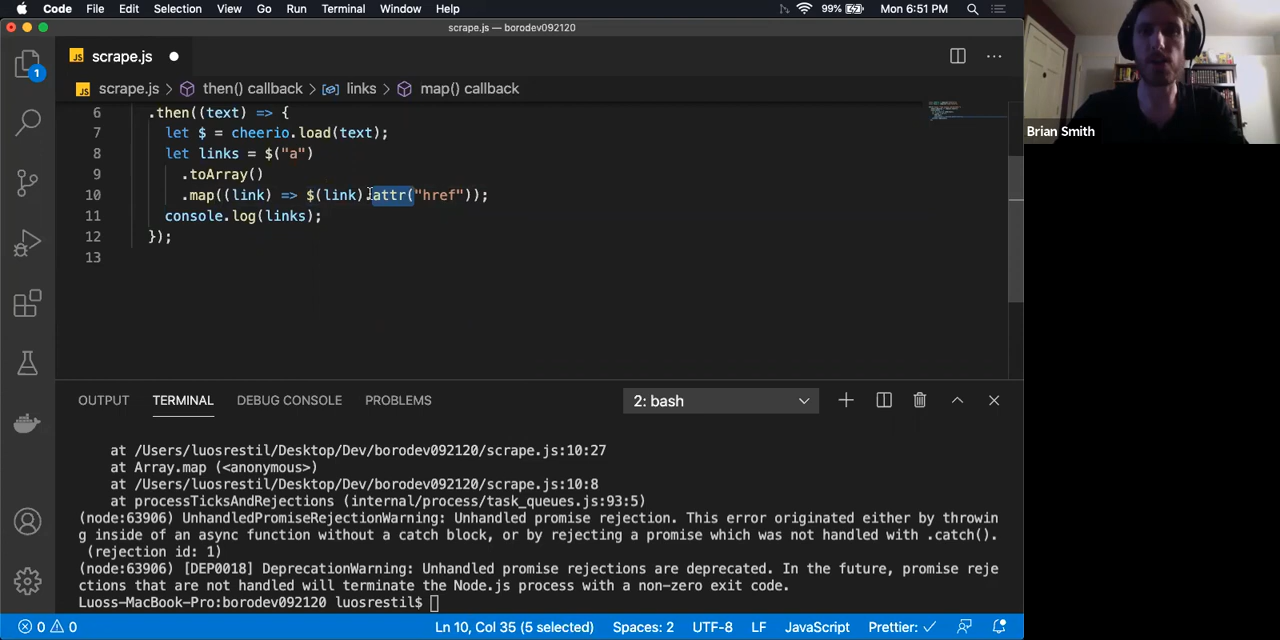 Code File Edit Selection View Go Run Terminal Window Help 99% Mon 6:51 PM
scrape.js — borodev092120
JS scrape.js
JS scrape.js > then() callback > links > map() callback
1
6 .then((text) => {
7 let $ = cheerio.load(text);
8 let links = $("a")
9 .toArray()
10 .map((link) => $(link).attr("href"));
11 console.log(links);
12 });
13
Brian Smith
OUTPUT TERMINAL DEBUG CONSOLE PROBLEMS 2: bash
at /Users/luosrestil/Desktop/Dev/borodev092120/scrape.js:10:27
at Array.map (<anonymous>)
at /Users/luosrestil/Desktop/Dev/borodev092120/scrape.js:10:8
at processTicksAndRejections (internal/process/task_queues.js:93:5)
(node:63906) UnhandledPromiseRejectionWarning: Unhandled promise rejection. This error originated either by throwin
g inside of an async function without a catch block, or by rejecting a promise which was not handled with .catch().
(rejection id: 1)
(node:63906) [DEP0018] DeprecationWarning: Unhandled promise rejections are deprecated. In the future, promise reje
ctions that are not handled will terminate the Node.js process with a non-zero exit code.
Luoss-MacBook-Pro:borodev092120 luosrestil$
0 0 Ln 10, Col 35 (5 selected) Spaces: 2 UTF-8 LF JavaScript Prettier: ✓